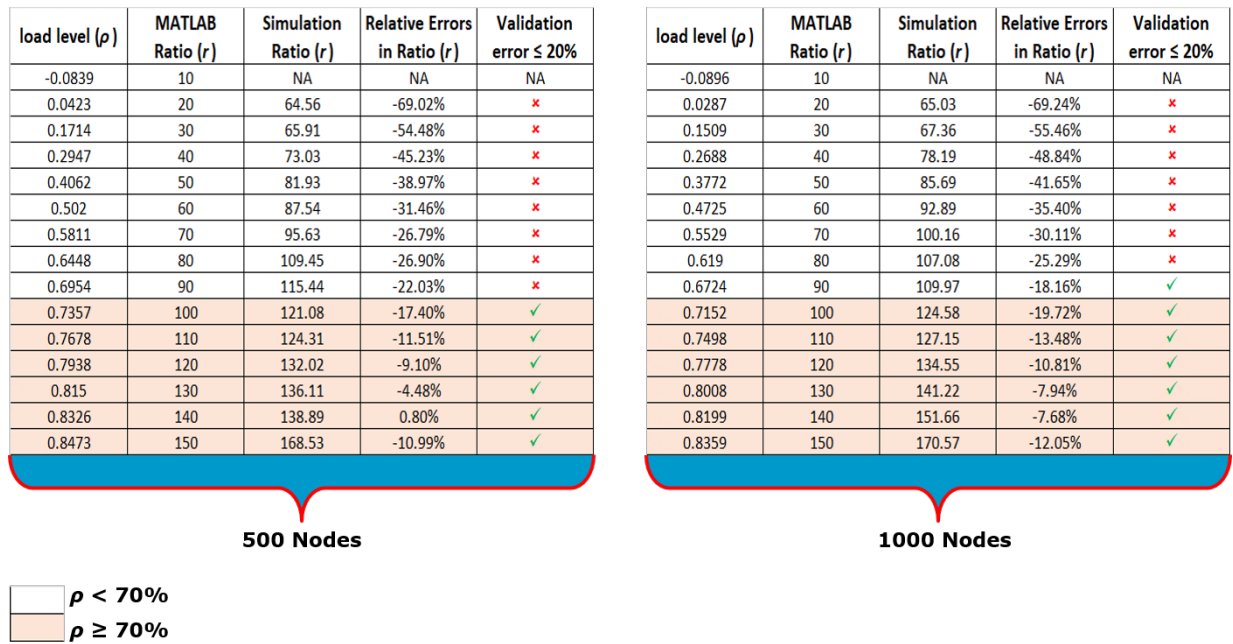 load level (ρ) MATLAB Ratio (r) Simulation Ratio (r) Relative Errors in Ratio (r) Validation error ≤ 20%
-0.0839 10 NA NA NA
0.0423 20 64.56 -69.02% ×
0.1714 30 65.91 -54.48% ×
0.2947 40 73.03 -45.23% ×
0.4062 50 81.93 -38.97% ×
0.502 60 87.54 -31.46% ×
0.5811 70 95.63 -26.79% ×
0.6448 80 109.45 -26.90% ×
0.6954 90 115.44 -22.03% ×
0.7357 100 121.08 -17.40% ✓
0.7678 110 124.31 -11.51% ✓
0.7938 120 132.02 -9.10% ✓
0.815 130 136.11 -4.48% ✓
0.8326 140 138.89 0.80% ✓
0.8473 150 168.53 -10.99% ✓
500 Nodes
load level (ρ) MATLAB Ratio (r) Simulation Ratio (r) Relative Errors in Ratio (r) Validation error ≤ 20%
-0.0896 10 NA NA NA
0.0287 20 65.03 -69.24% ×
0.1509 30 67.36 -55.46% ×
0.2688 40 78.19 -48.84% ×
0.3772 50 85.69 -41.65% ×
0.4725 60 92.89 -35.40% ×
0.5529 70 100.16 -30.11% ×
0.619 80 107.08 -25.29% ×
0.6724 90 109.97 -18.16% ✓
0.7152 100 124.58 -19.72% ✓
0.7498 110 127.15 -13.48% ✓
0.7778 120 134.55 -10.81% ✓
0.8008 130 141.22 -7.94% ✓
0.8199 140 151.66 -7.68% ✓
0.8359 150 170.57 -12.05% ✓
1000 Nodes
ρ < 70%
ρ ≥ 70%